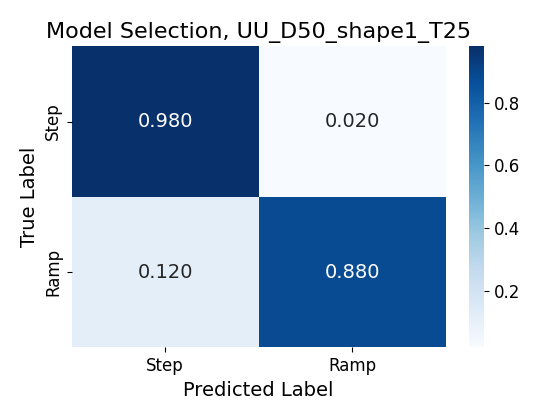 Model Selection, UU_D50_shape1_T25
True Label
Step
Ramp
0.980
0.020
0.120
0.880
Step
Ramp
Predicted Label
0.8
0.6
0.4
0.2